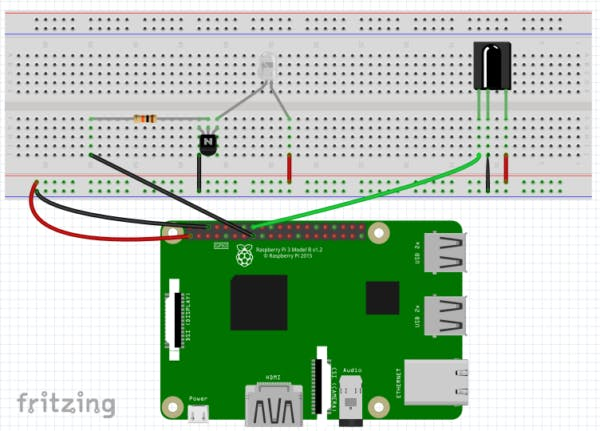 N
GPIO
Raspberry Pi 3 Model B v1.2
© Raspberry Pi 2015
USB 2x
DSI (DISPLAY)
USB 2x
CSI (CAMERA)
Audio
ETHERNET
HDMI
Power
fritzing